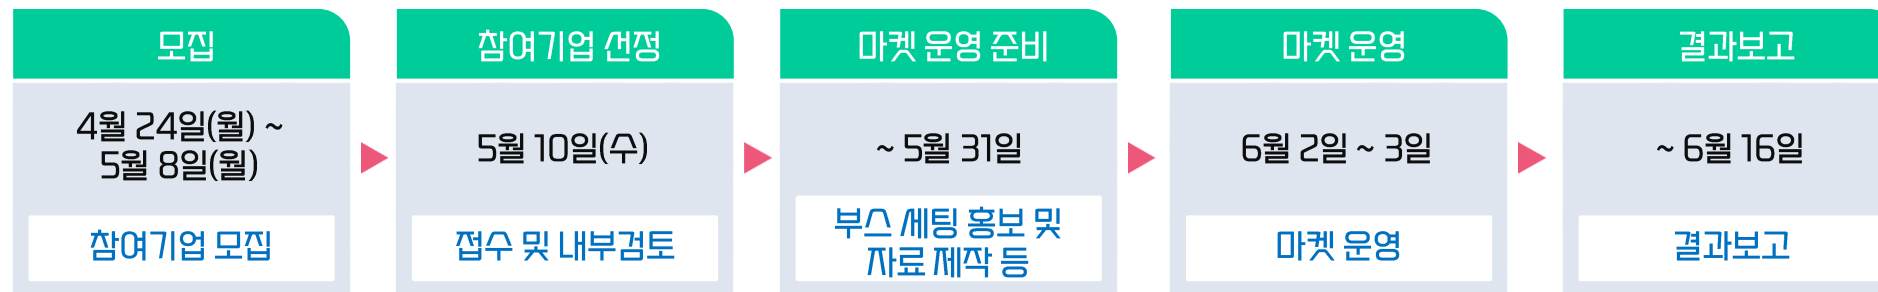 모집
4월 24일(월) ~
5월 8일(월)
참여기업 모집
참여기업 선정
5월 10일(수)
접수 및 내부검토
마켓 운영 준비
~ 5월 31일
부스 세팅 홍보 및
자료 제작 등
마켓 운영
6월 2일 ~ 3일
마켓 운영
결과보고
~ 6월 16일
결과보고